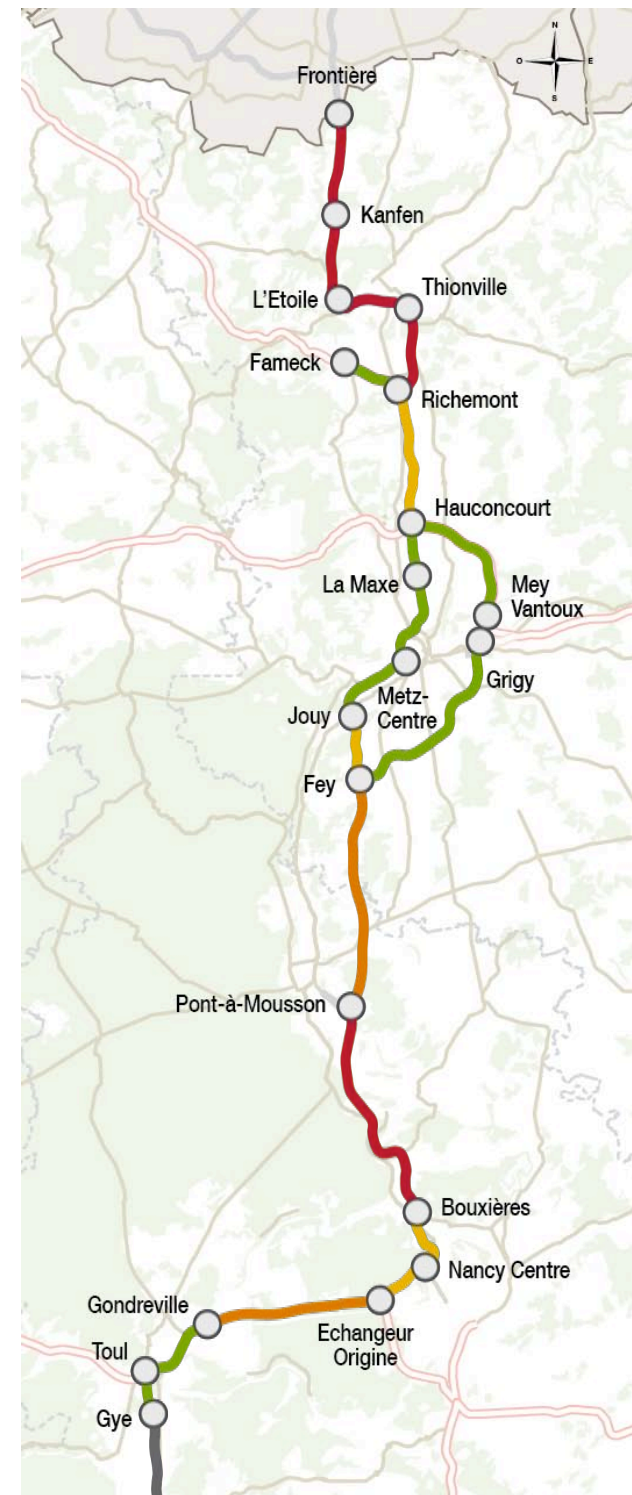 N
O
E
S
Frontière
Kanfen
L'Etoile
Thionville
Fameck
Richemont
Hauconcourt
La Maxe
Mey
Vantoux
Grigy
Metz-
Centre
Jouy
Fey
Pont-à-Mousson
Bouxières
Nancy Centre
Gondreville
Echangeur
Origine
Toul
Gye